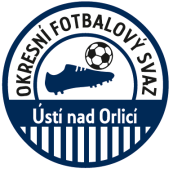 OKRESNÍ FOTBALOVÝ SVAZ
Ústí nad Orlicí